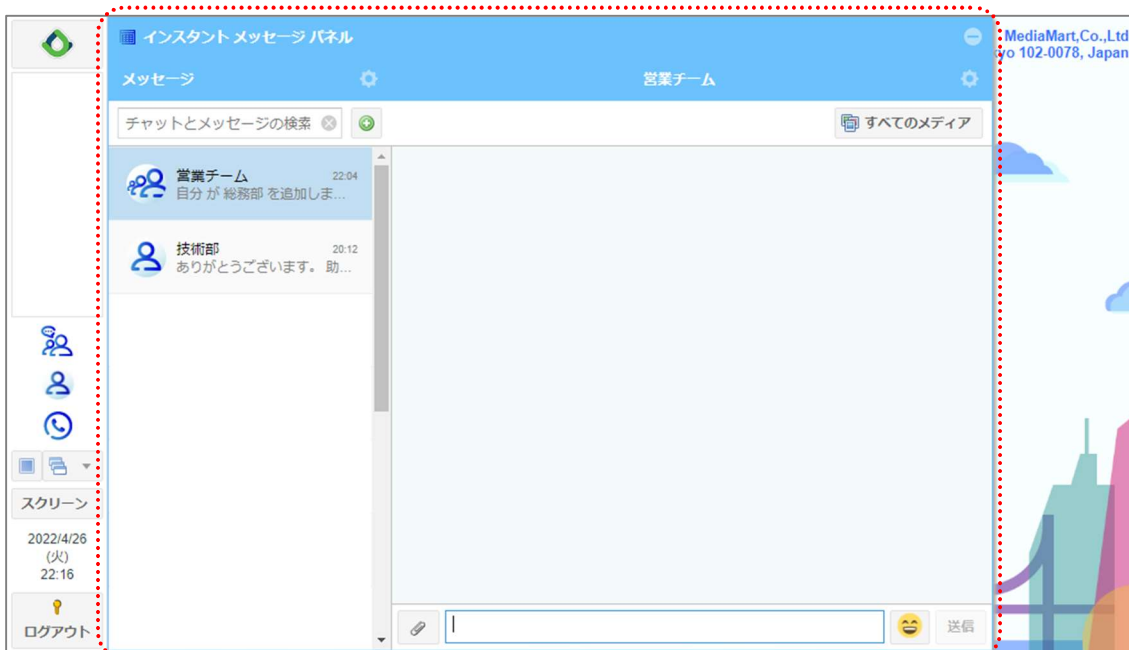 インスタント メッセージ パネル
メッセージ
営業チーム
チャットとメッセージの検索
すべてのメディア
営業チーム 22:04
自分 が 総務部 を追加しま...
技術部 20:12
ありがとうございます。 助...
スクリーン
2022/4/26
(火)
22:16
ログアウト
送信
MediaMart,Co.,Ltd
yo 102-0078, Japan